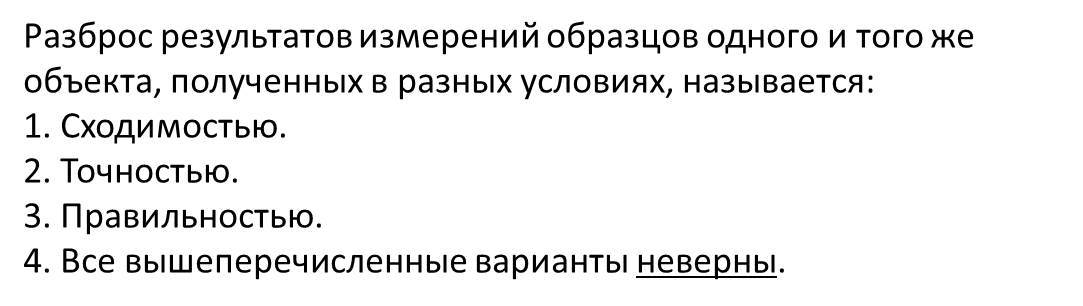 Разброс результатов измерений образцов одного и того же
объекта, полученных в разных условиях, называется:
1. Сходимостью.
2. Точностью.
3. Правильностью.
4. Все вышеперечисленные варианты неверны.